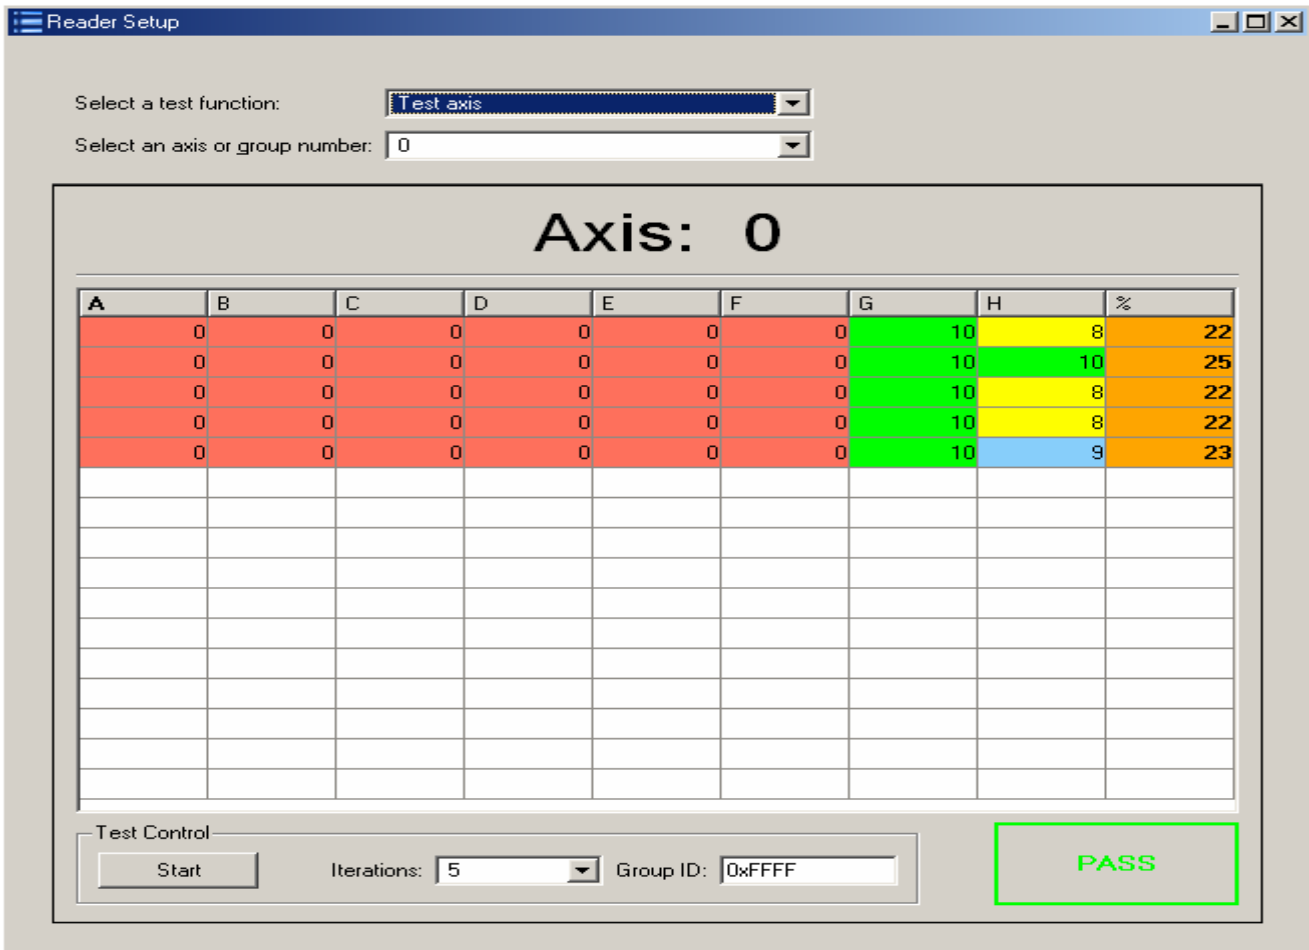 Reader Setup
Select a test function: Test axis
Select an axis or group number: 0
Axis: 0
A B C D E F G H %
0 0 0 0 0 0 10 8 22
0 0 0 0 0 0 10 10 25
0 0 0 0 0 0 10 8 22
0 0 0 0 0 0 10 8 22
0 0 0 0 0 0 10 9 23
Test Control
Start Iterations: 5 Group ID: 0xFFFF
PASS